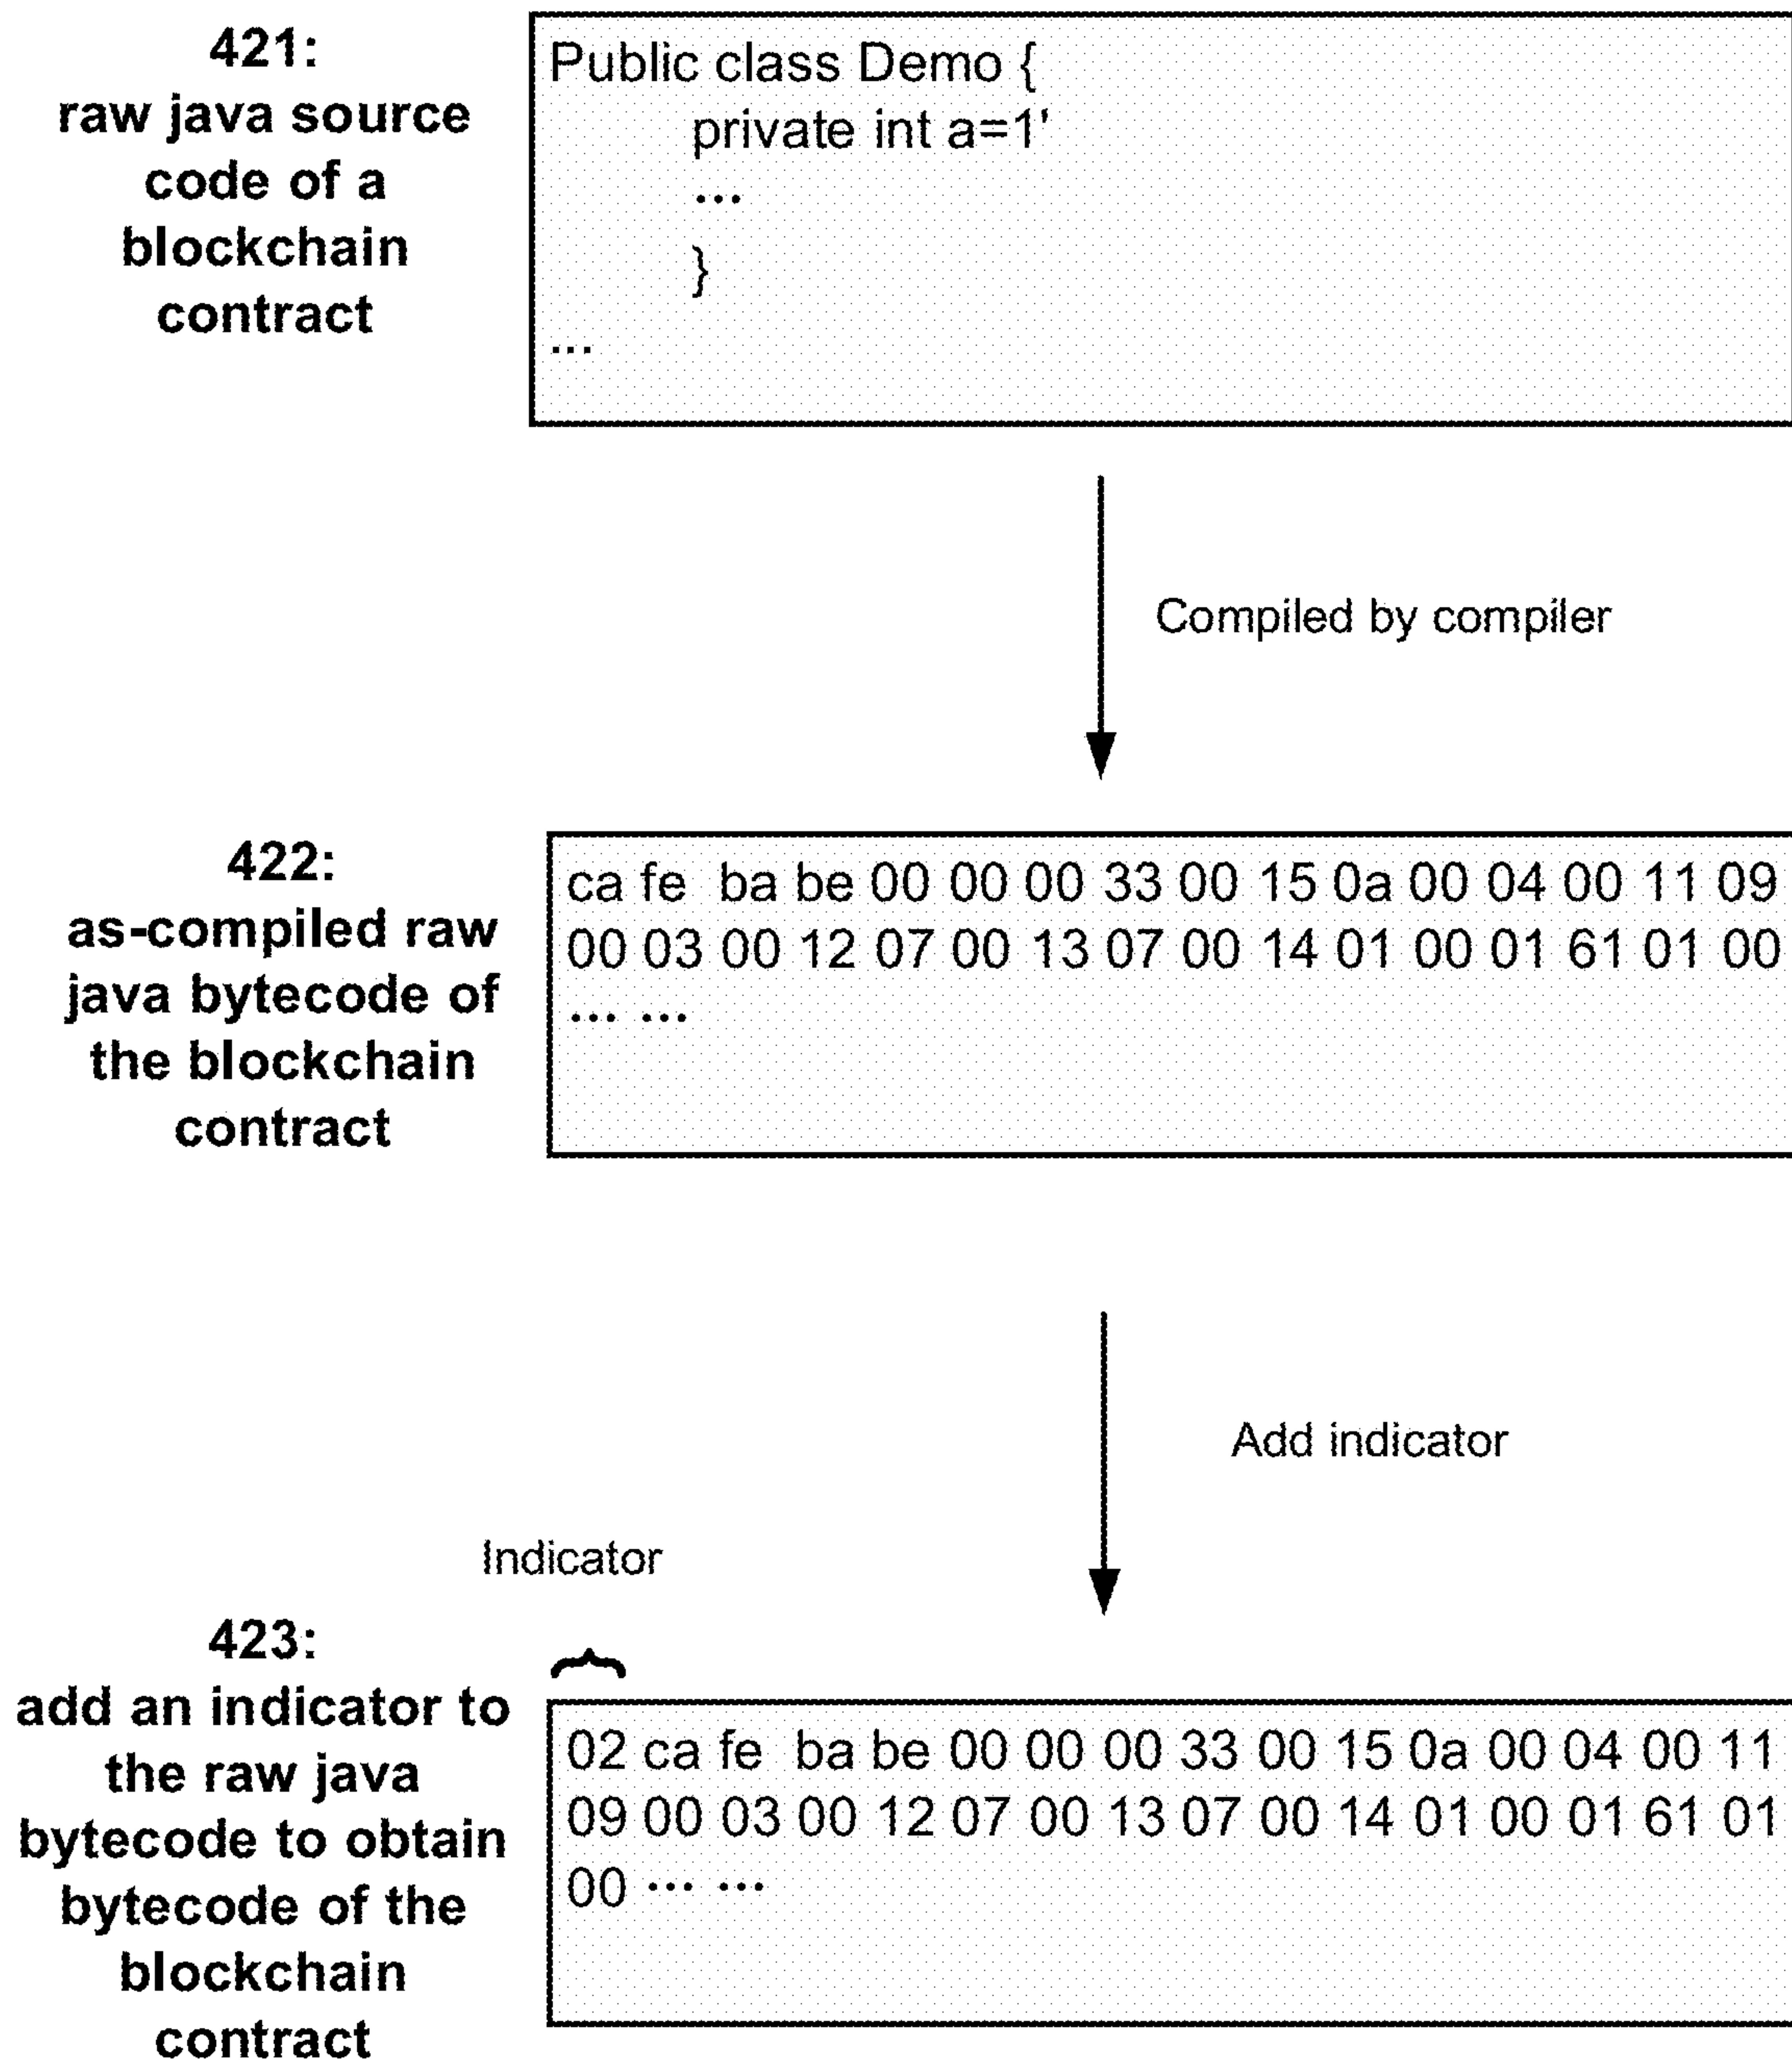 421:
raw java source
code of a
blockchain
contract
Public class Demo {
private int a=1'
...
}
...
Compiled by compiler
422:
as-compiled raw
java bytecode of
the blockchain
contract
ca fe ba be 00 00 00 33 00 15 0a 00 04 00 11 09
00 03 00 12 07 00 13 07 00 14 01 00 01 61 01 00
... ...
Add indicator
Indicator
423:
add an indicator to
the raw java
bytecode to obtain
bytecode of the
blockchain
contract
02 ca fe ba be 00 00 00 33 00 15 0a 00 04 00 11
09 00 03 00 12 07 00 13 07 00 14 01 00 01 61 01
00 ... ...